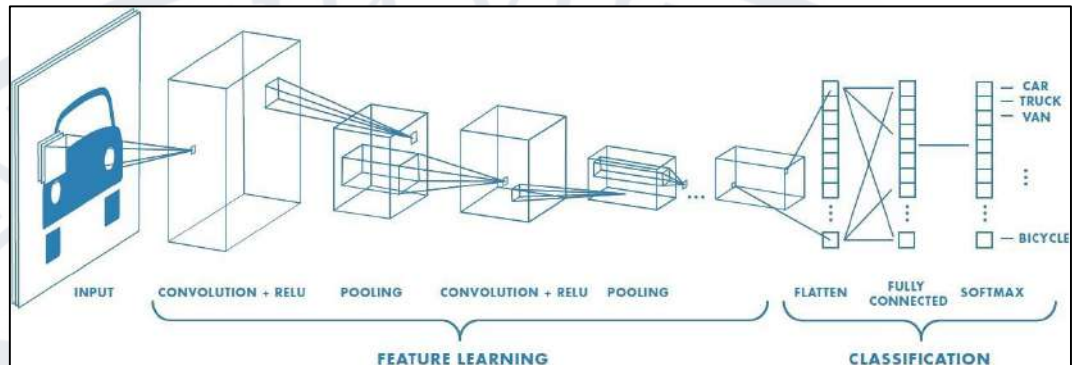 CAR
TRUCK
VAN
BICYCLE
INPUT
CONVOLUTION + RELU
POOLING
CONVOLUTION + RELU
POOLING
FLATTEN
FULLY
CONNECTED
SOFTMAX
FEATURE LEARNING
CLASSIFICATION